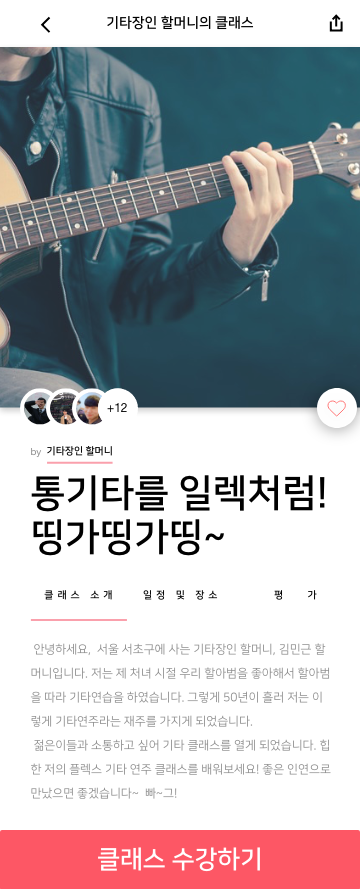 기타장인 할머니의 클래스
+12
by 기타장인 할머니
통기타를 일렉처럼!
띵가띵가띵~
클래스 소개 일정 및 장소 평 가
안녕하세요, 서울 서초구에 사는 기타장인 할머니, 김민근 할
머니입니다. 저는 제 처녀 시절 우리 할아범을 좋아해서 할아범
을 따라 기타연습을 하였습니다. 그렇게 50년이 흘러 저는 이
렇게 기타연주라는 재주를 가지게 되었습니다.
젊은이들과 소통하고 싶어 기타 클래스를 열게 되었습니다. 힙
한 저의 플렉스 기타 연주 클래스를 배워보세요! 좋은 인연으로
만났으면 좋겠습니다~ 빠~그!
클래스 수강하기